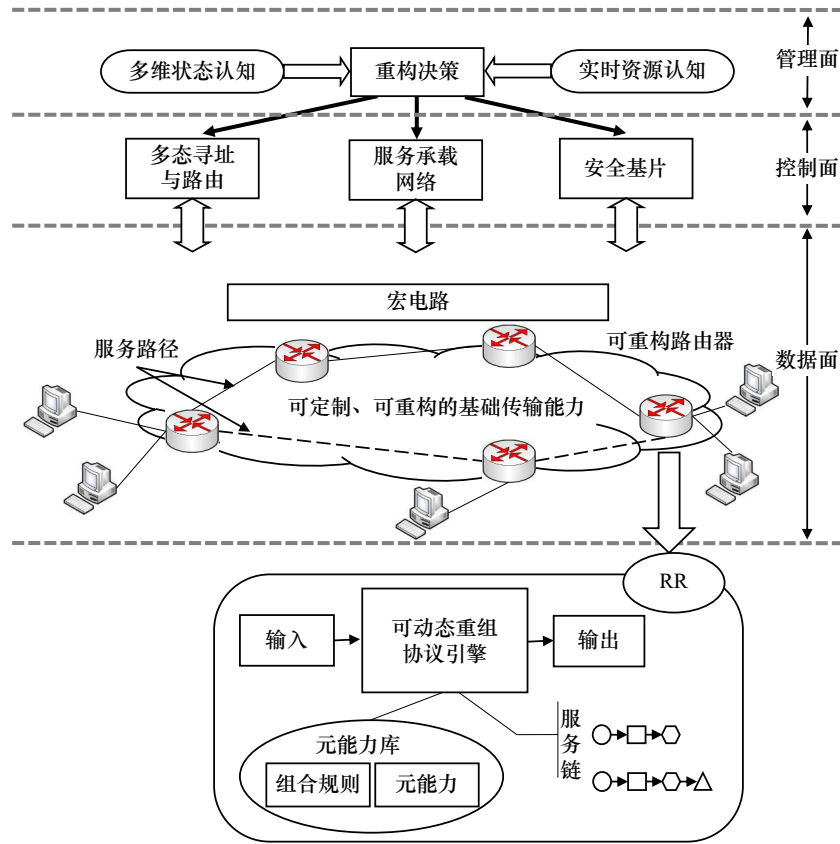 多维状态认知
重构决策
实时资源认知
管理面
多态寻址
与路由
服务承载
网络
安全基片
控制面
宏电路
服务路径
可重构路由器
数据面
可定制、可重构的基础传输能力
RR
输入
可动态重组
协议引擎
输出
元能力库
组合规则
元能力
服务链